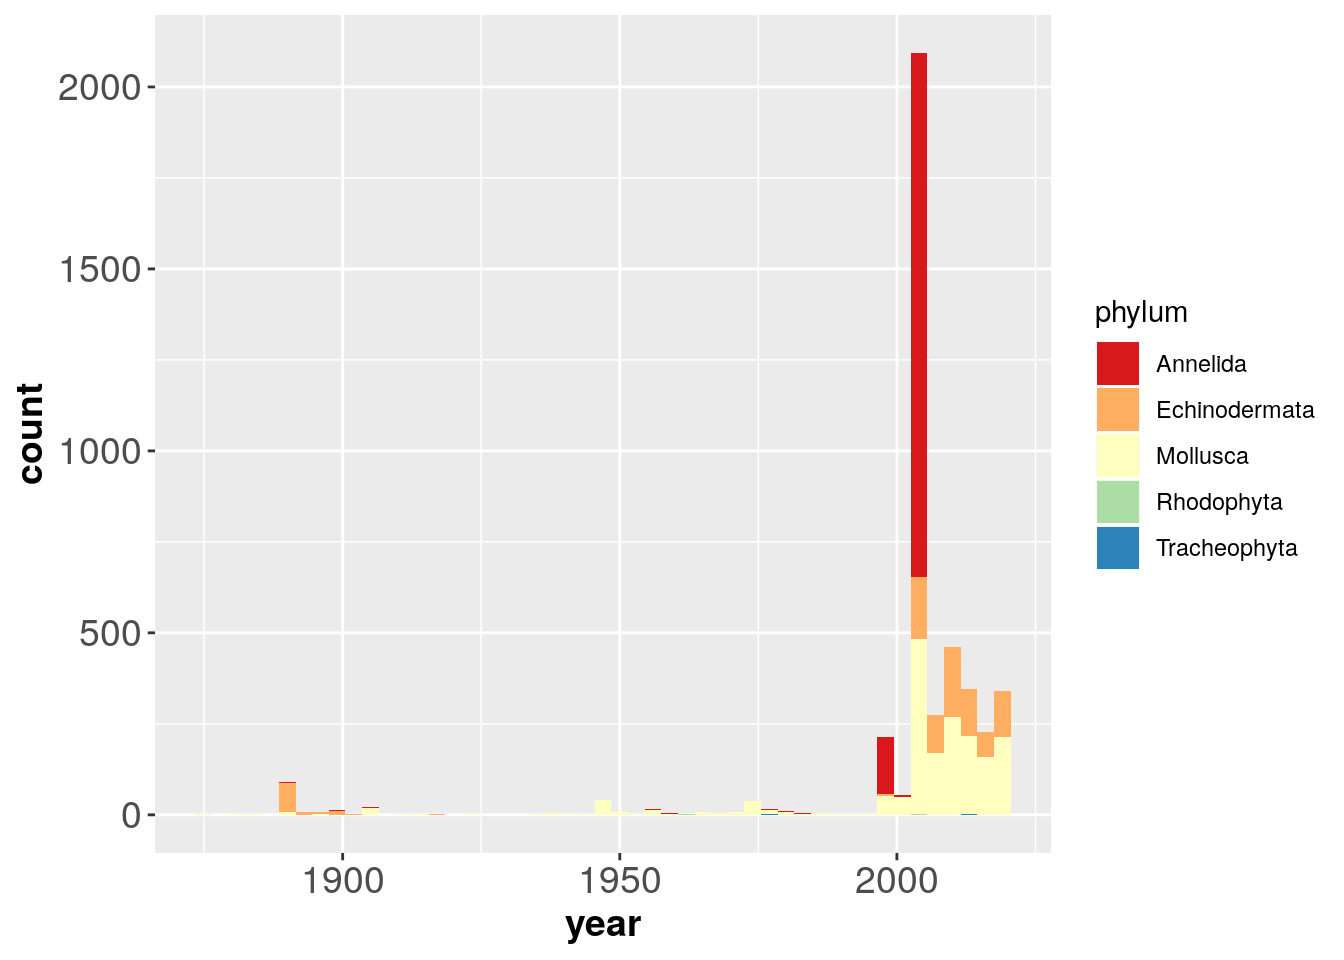 2000
1500
1000
500
0
count
1900
1950
2000
year
phylum
Annelida
Echinodermata
Mollusca
Rhodophyta
Tracheophyta